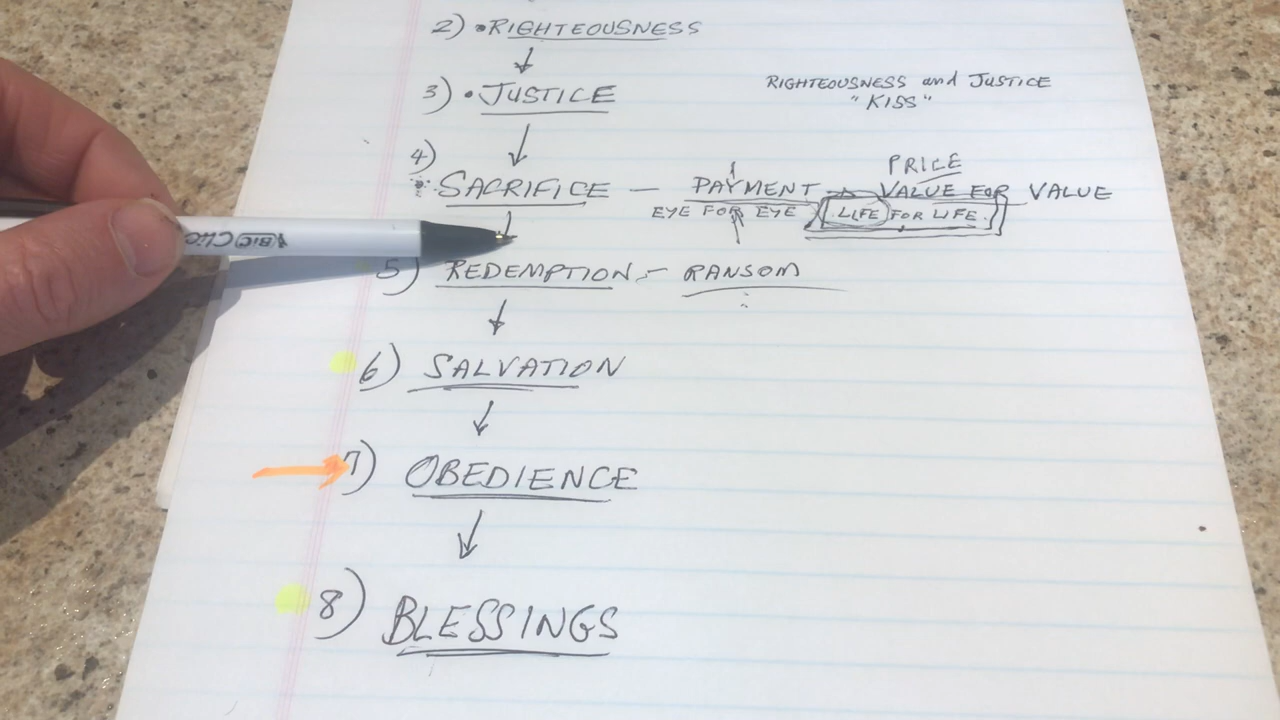 2) • RIGHTEOUSNESS
3) • JUSTICE
RIGHTEOUSNESS and JUSTICE
"KISS"
4)
SACRIFICE — PAYMENT → VALUE FOR VALUE
PRICE
EYE FOR EYE LIFE FOR LIFE.
5) REDEMPTION — RANSOM
6) SALVATION
7) OBEDIENCE
8) BLESSINGS
BIC Clic